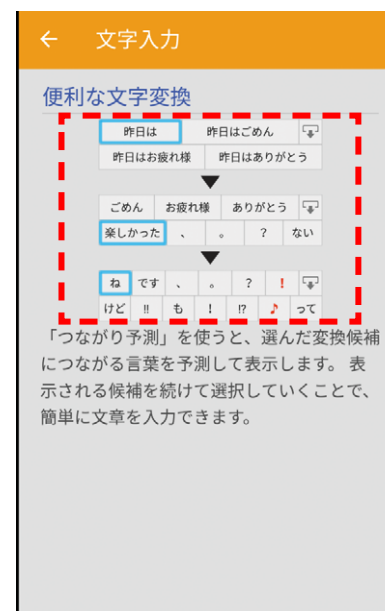 文字入力
便利な文字変換
昨日は 昨日はごめん
昨日はお疲れ様 昨日はありがとう
ごめん お疲れ様 ありがとう
楽しかった 、 。 ? ない
ね です 、 。 ? !
けど !! も ! !? ♪ って
「つながり予測」を使うと、選んだ変換候補
につながる言葉を予測して表示します。 表
示される候補を続けて選択していくことで、
簡単に文章を入力できます。